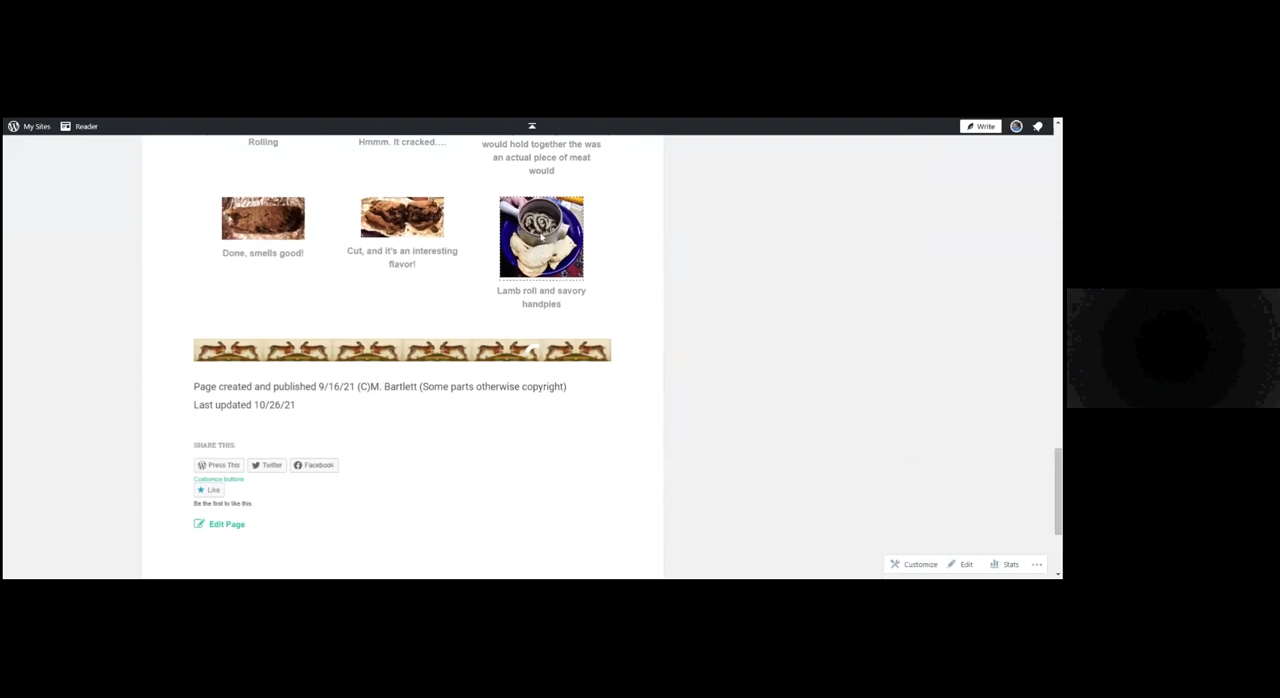 My Sites Reader Write
Rolling
Hmmm. It cracked....
would hold together the was
an actual piece of meat
would
Done, smells good!
Cut, and it's an interesting
flavor!
Lamb roll and savory
handpies
Page created and published 9/16/21 (C)M. Bartlett (Some parts otherwise copyright)
Last updated 10/26/21
SHARE THIS:
Press This Twitter Facebook
Customize buttons
Like
Be the first to like this.
Edit Page
Customize Edit Stats